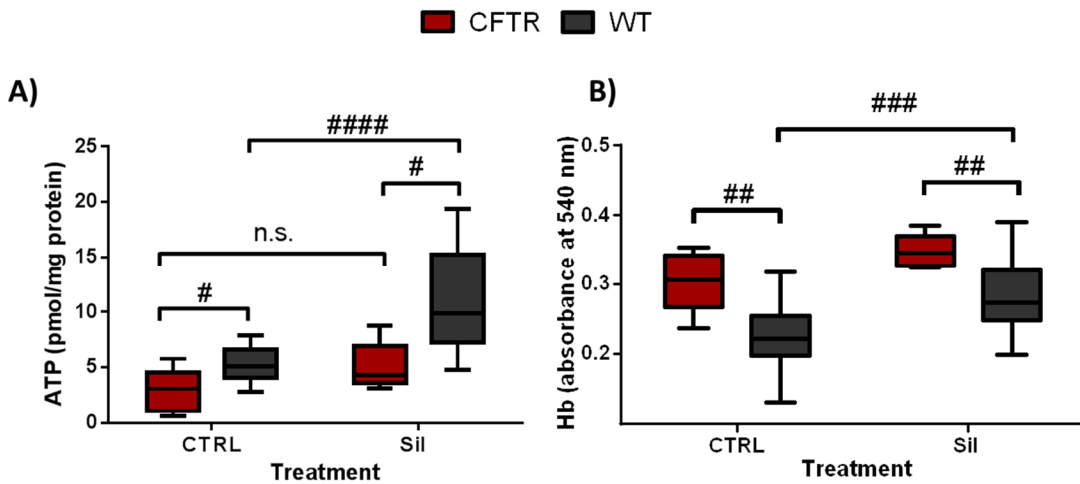 CFTR WT
A)
####
#
n.s.
#
ATP (pmol/mg protein)
25
20
15
10
5
0
CTRL Sil
Treatment
B)
###
##
##
Hb (absorbance at 540 nm)
0.5
0.4
0.3
0.2
CTRL Sil
Treatment